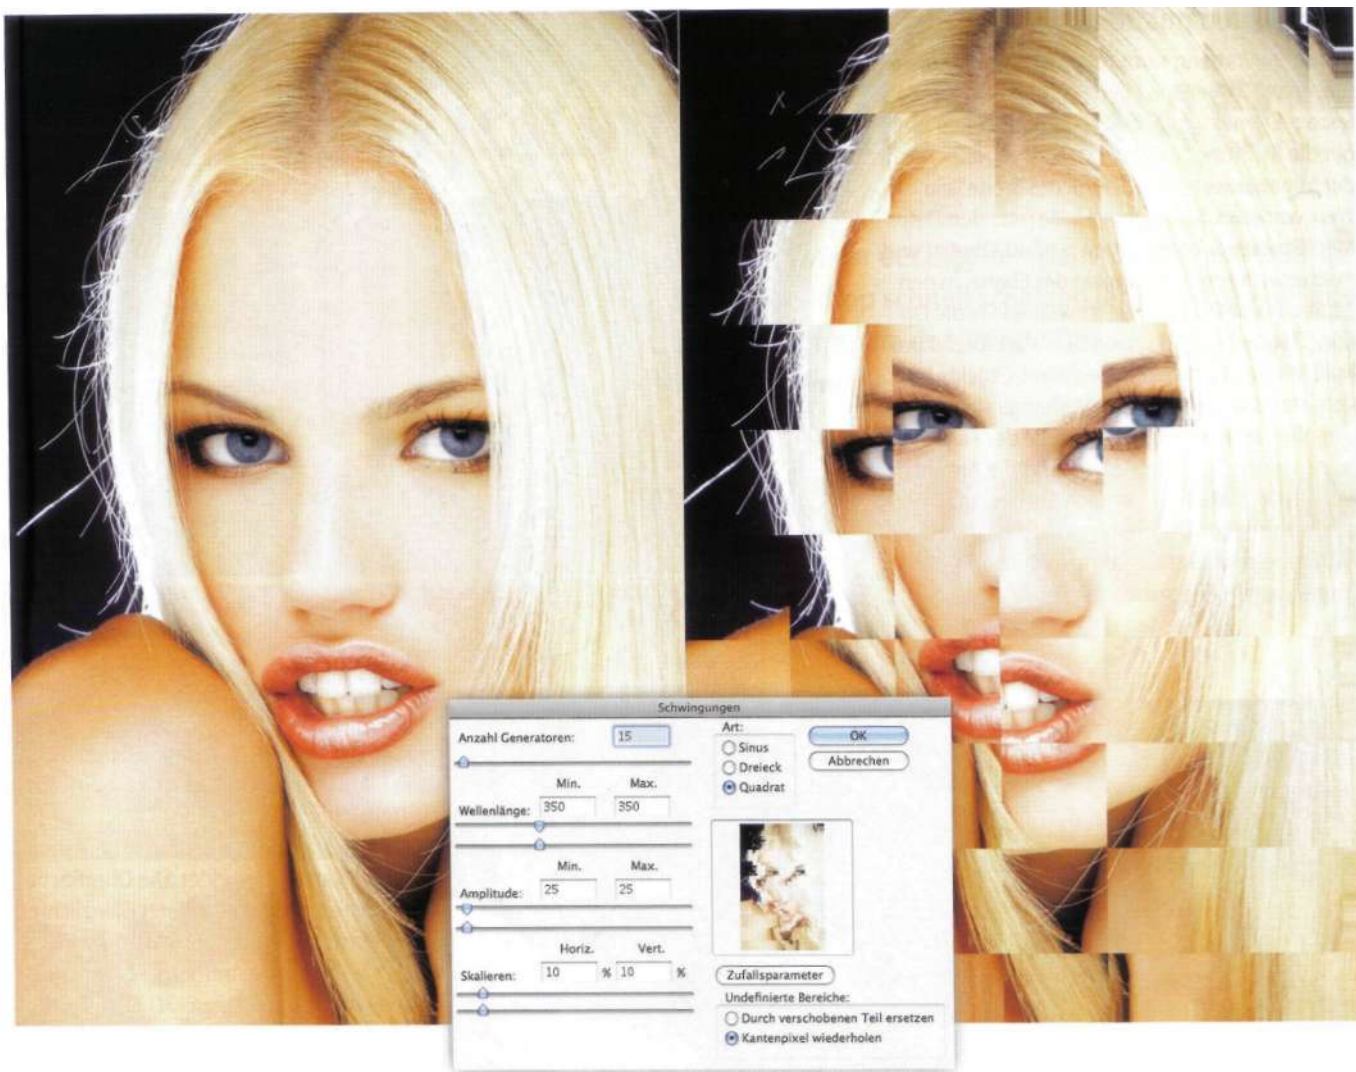 Schwingungen
Anzahl Generatoren: 15
Min. Max.
Wellenlänge: 350 350
Min. Max.
Amplitude: 25 25
Horiz. Vert.
Skalieren: 10 % 10 %
Art:
Sinus
Dreieck
Quadrat
OK
Abbrechen
Zufallsparameter
Undefinierte Bereiche:
Durch verschobenen Teil ersetzen
Kantenpixel wiederholen